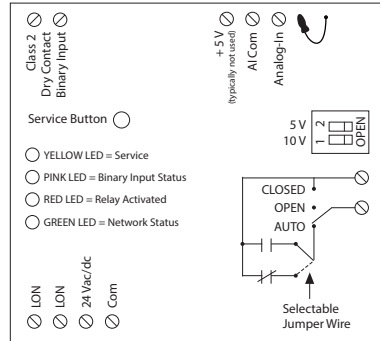 Class 2
Dry Contact
Binary Input
+ 5 V
(typically not used)
AI Com
Analog-In
Service Button
5 V
10 V
2
1
OPEN
YELLOW LED = Service
PINK LED = Binary Input Status
RED LED = Relay Activated
GREEN LED = Network Status
CLOSED
OPEN
AUTO
LON
LON
24 Vac/dc
Com
Selectable
Jumper Wire